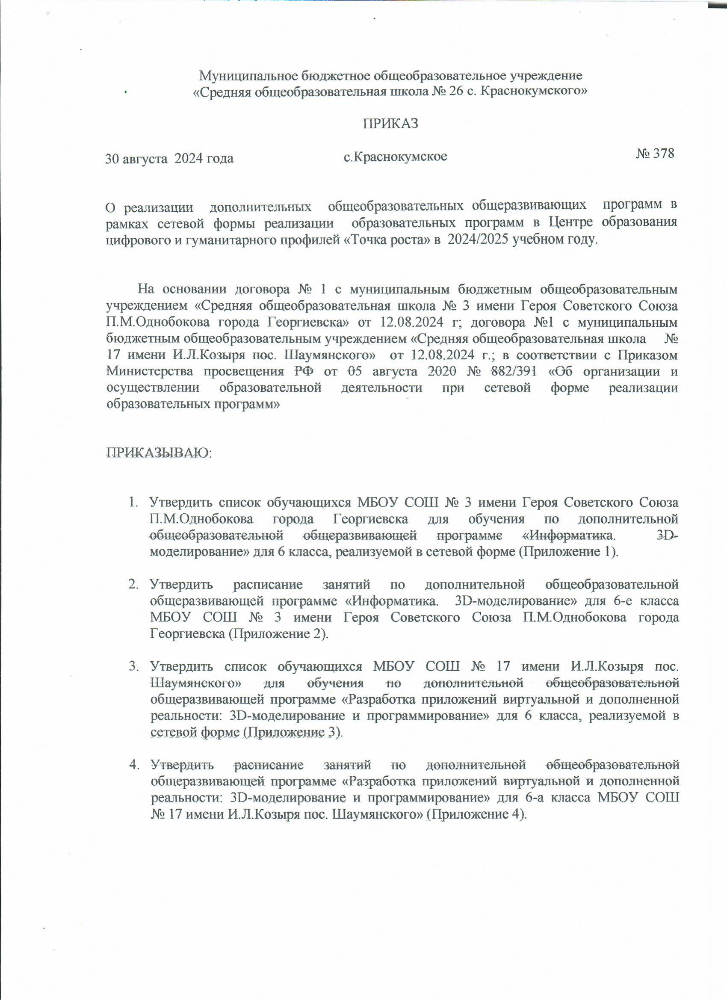 Муниципальное бюджетное общеобразовательное учреждение
«Средняя общеобразовательная школа № 26 с. Краснокумского»
ПРИКАЗ
30 августа 2024 года с.Краснокумское № 378
О реализации дополнительных общеобразовательных общеразвивающих программ в
рамках сетевой формы реализации образовательных программ в Центре образования
цифрового и гуманитарного профилей «Точка роста» в 2024/2025 учебном году.
На основании договора № 1 с муниципальным бюджетным общеобразовательным
учреждением «Средняя общеобразовательная школа № 3 имени Героя Советского Союза
П.М.Однобокова города Георгиевска» от 12.08.2024 г; договора №1 с муниципальным
бюджетным общеобразовательным учреждением «Средняя общеобразовательная школа №
17 имени И.Л.Козыря пос. Шаумянского» от 12.08.2024 г.; в соответствии с Приказом
Министерства просвещения РФ от 05 августа 2020 № 882/391 «Об организации и
осуществлении образовательной деятельности при сетевой форме реализации
образовательных программ»
ПРИКАЗЫВАЮ:
1. Утвердить список обучающихся МБОУ СОШ № 3 имени Героя Советского Союза
П.М.Однобокова города Георгиевска для обучения по дополнительной
общеобразовательной общеразвивающей программе «Информатика. 3D-
моделирование» для 6 класса, реализуемой в сетевой форме (Приложение 1).
2. Утвердить расписание занятий по дополнительной общеобразовательной
общеразвивающей программе «Информатика. 3D-моделирование» для 6-е класса
МБОУ СОШ № 3 имени Героя Советского Союза П.М.Однобокова города
Георгиевска (Приложение 2).
3. Утвердить список обучающихся МБОУ СОШ № 17 имени И.Л.Козыря пос.
Шаумянского» для обучения по дополнительной общеобразовательной
общеразвивающей программе «Разработка приложений виртуальной и дополненной
реальности: 3D-моделирование и программирование» для 6 класса, реализуемой в
сетевой форме (Приложение 3).
4. Утвердить расписание занятий по дополнительной общеобразовательной
общеразвивающей программе «Разработка приложений виртуальной и дополненной
реальности: 3D-моделирование и программирование» для 6-а класса МБОУ СОШ
№ 17 имени И.Л.Козыря пос. Шаумянского» (Приложение 4).